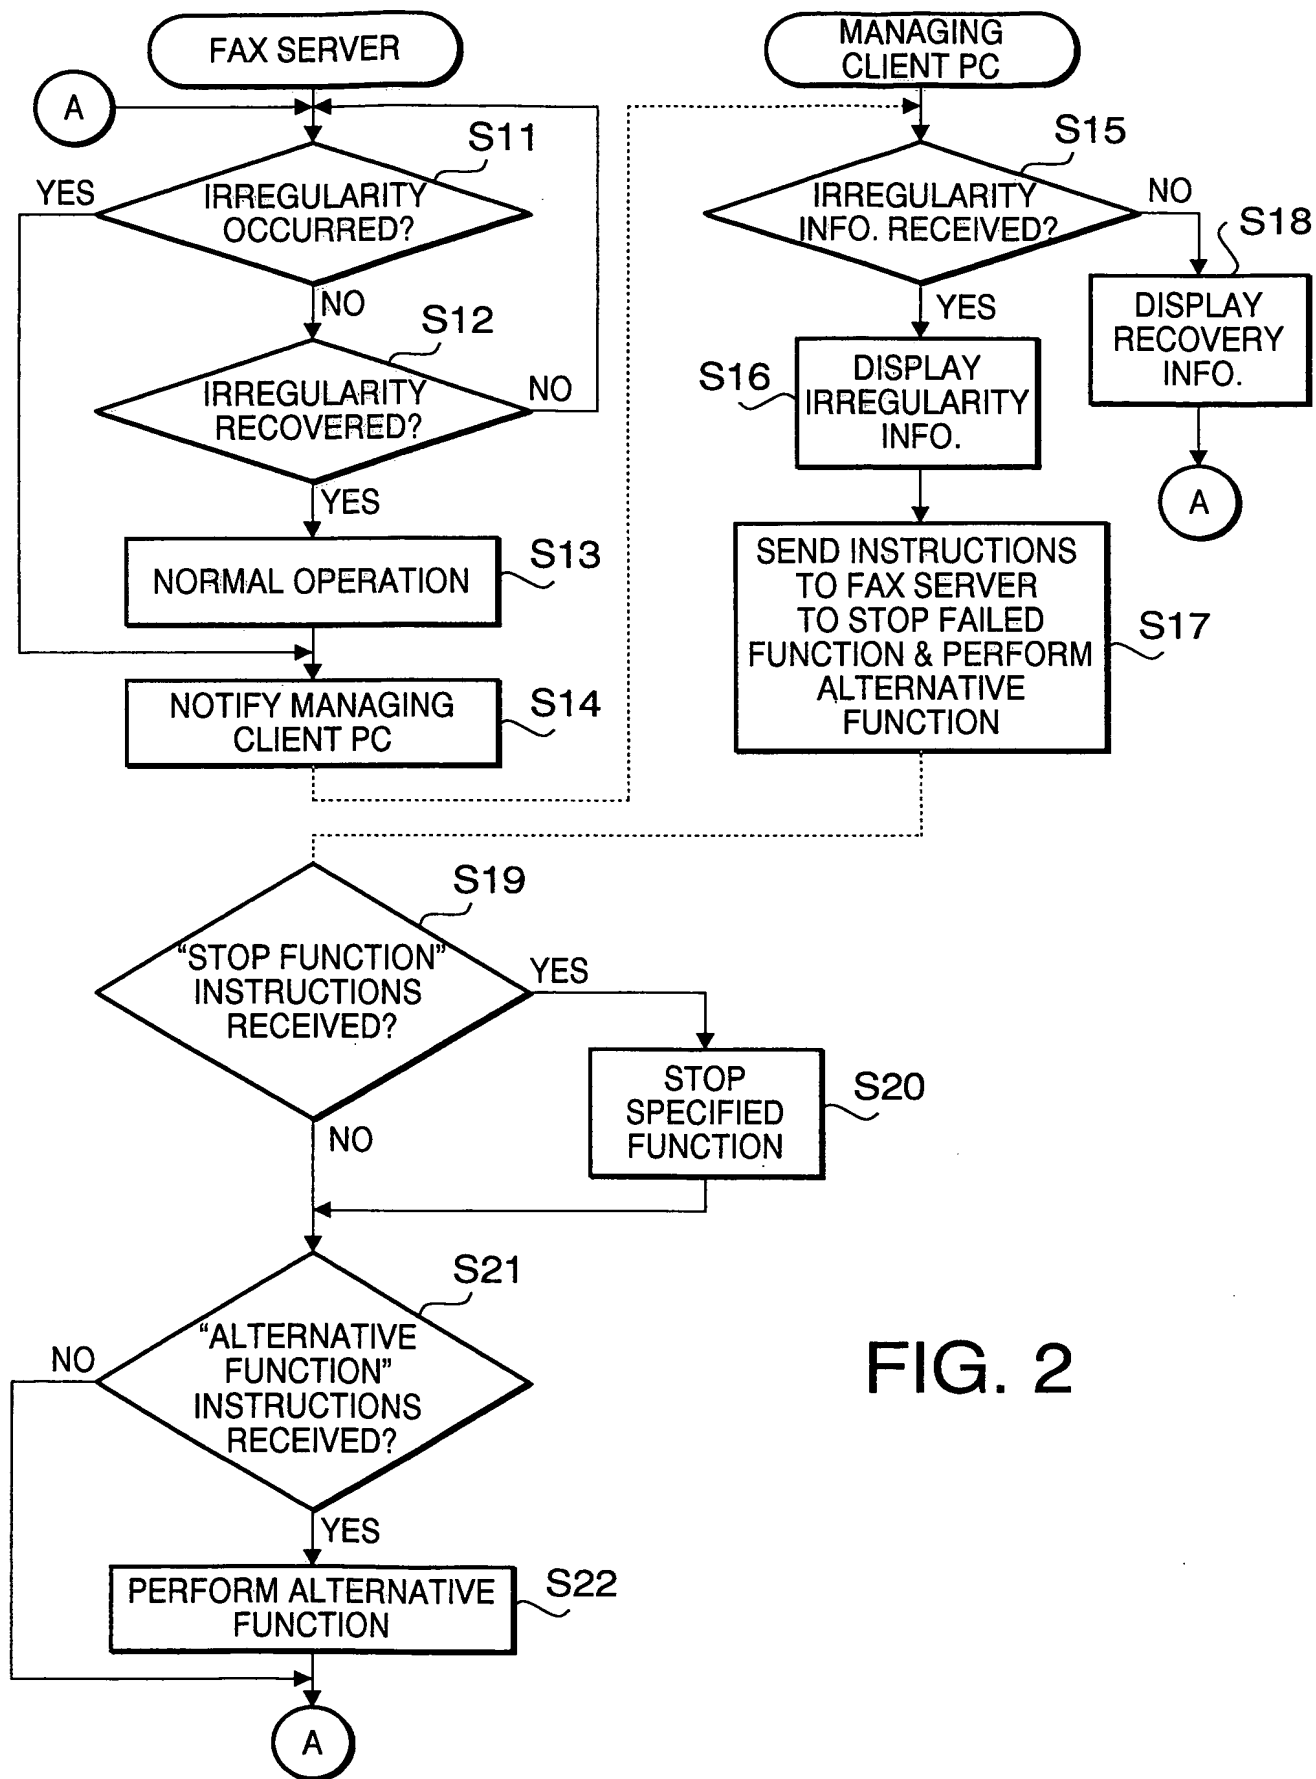 FAX SERVER
A
S11
YES
IRREGULARITY
OCCURRED?
NO
S12
IRREGULARITY
RECOVERED?
NO
YES
S13
NORMAL OPERATION
S14
NOTIFY MANAGING
CLIENT PC
MANAGING
CLIENT PC
S15
IRREGULARITY
INFO. RECEIVED?
NO
S18
DISPLAY
RECOVERY
INFO.
A
YES
S16
DISPLAY
IRREGULARITY
INFO.
SEND INSTRUCTIONS
TO FAX SERVER
TO STOP FAILED
FUNCTION & PERFORM
ALTERNATIVE
FUNCTION
S17
S19
“STOP FUNCTION”
INSTRUCTIONS
RECEIVED?
YES
STOP
SPECIFIED
FUNCTION
S20
NO
S21
“ALTERNATIVE
FUNCTION”
INSTRUCTIONS
RECEIVED?
NO
YES
PERFORM ALTERNATIVE
FUNCTION
S22
A
FIG. 2